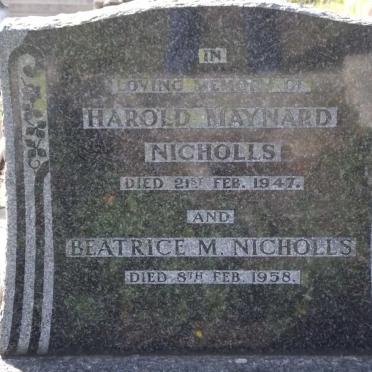 IN
LOVING MEMORY OF
HAROLD MAYNARD
NICHOLLS
DIED 21ST FEB. 1947.
AND
BEATRICE M. NICHOLLS
DIED 8TH FEB. 1958.